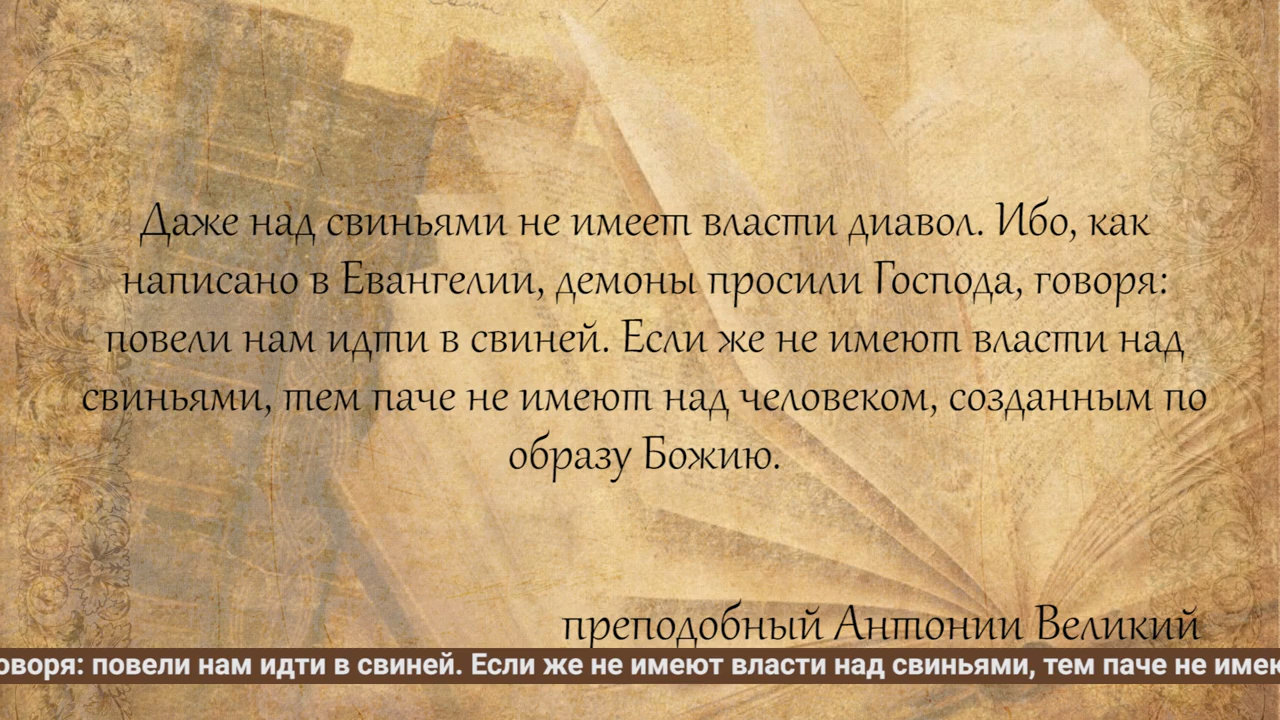 Даже над свиньями не имеет власти диавол. Ибо, как
написано в Евангелии, демоны просили Господа, говоря:
повели нам идти в свиней. Если же не имеют власти над
свиньями, тем паче не имеют над человеком, созданным по
образу Божию.
преподобный Антонии Великий
оворя: повели нам идти в свиней. Если же не имеют власти над свиньями, тем паче не имею